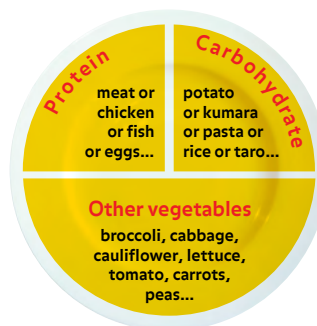 Protein
meat or
chicken
or fish
or eggs...
Carbohydrate
potato
or kumara
or pasta or
rice or taro...
Other vegetables
broccoli, cabbage,
cauliflower, lettuce,
tomato, carrots,
peas...